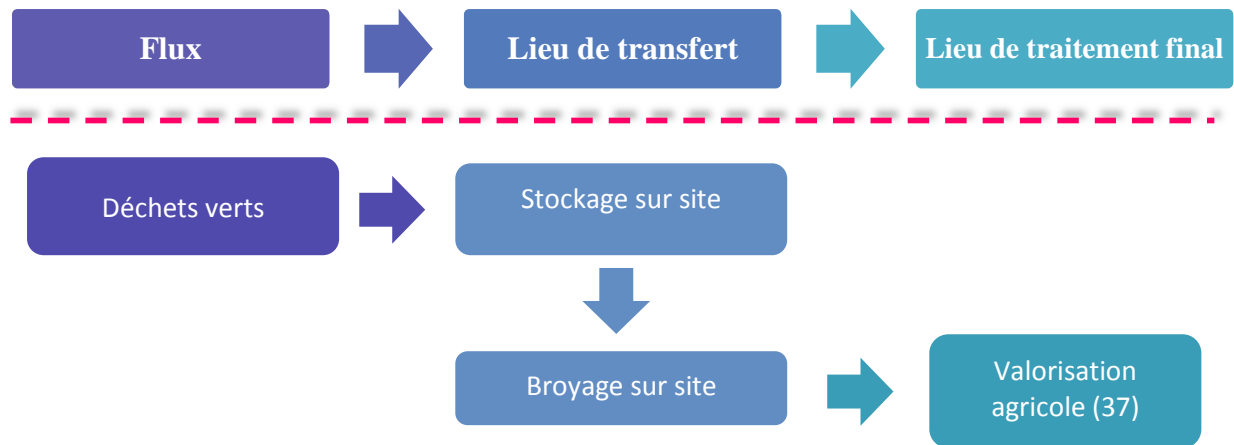 Flux
Lieu de transfert
Lieu de traitement final
Déchets verts
Stockage sur site
Broyage sur site
Valorisation
agricole (37)